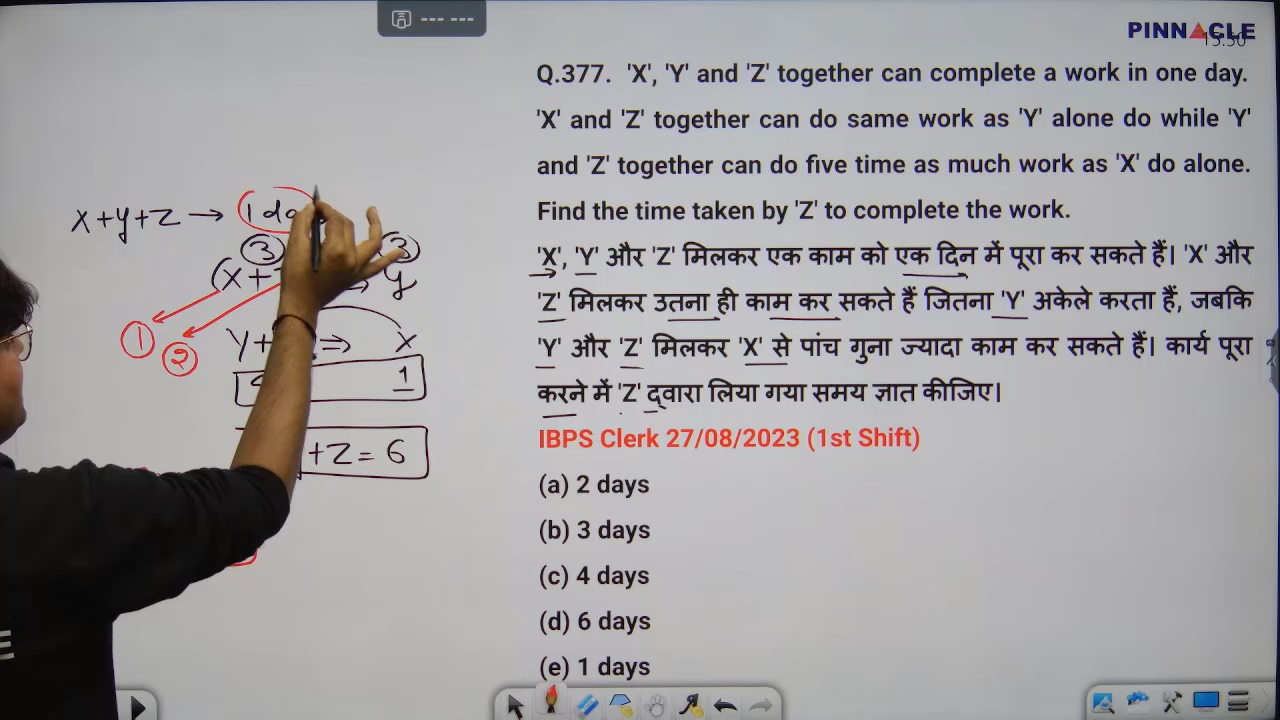 PINNACLE
15:50
Q.377. 'X', 'Y' and 'Z' together can complete a work in one day.
'X' and 'Z' together can do same work as 'Y' alone do while 'Y'
and 'Z' together can do five time as much work as 'X' do alone.
Find the time taken by 'Z' to complete the work.
'X', 'Y' और 'Z' मिलकर एक काम को एक दिन में पूरा कर सकते हैं। 'X' और
'Z' मिलकर उतना ही काम कर सकते हैं जितना 'Y' अकेले करता है, जबकि
'Y' और 'Z' मिलकर 'X' से पांच गुना ज्यादा काम कर सकते हैं। कार्य पूरा
करने में 'Z' द्वारा लिया गया समय ज्ञात कीजिए।
IBPS Clerk 27/08/2023 (1st Shift)
(a) 2 days
(b) 3 days
(c) 4 days
(d) 6 days
(e) 1 days
x+y+z → 1
3 3
(x+ y
1 2
y+ ⇒ x
1
+z = 6